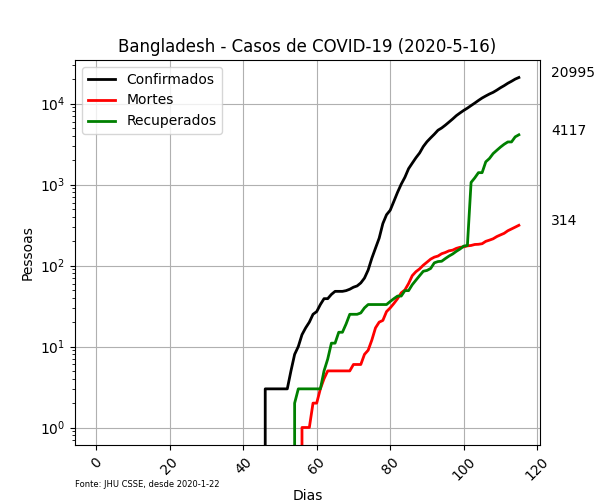 Bangladesh - Casos de COVID-19 (2020-5-16)
Confirmados
Mortes
Recuperados
20995
4117
314
Pessoas
10⁴
10³
10²
10¹
10⁰
0
20
40
60
80
100
120
Fonte: JHU CSSE, desde 2020-1-22
Dias